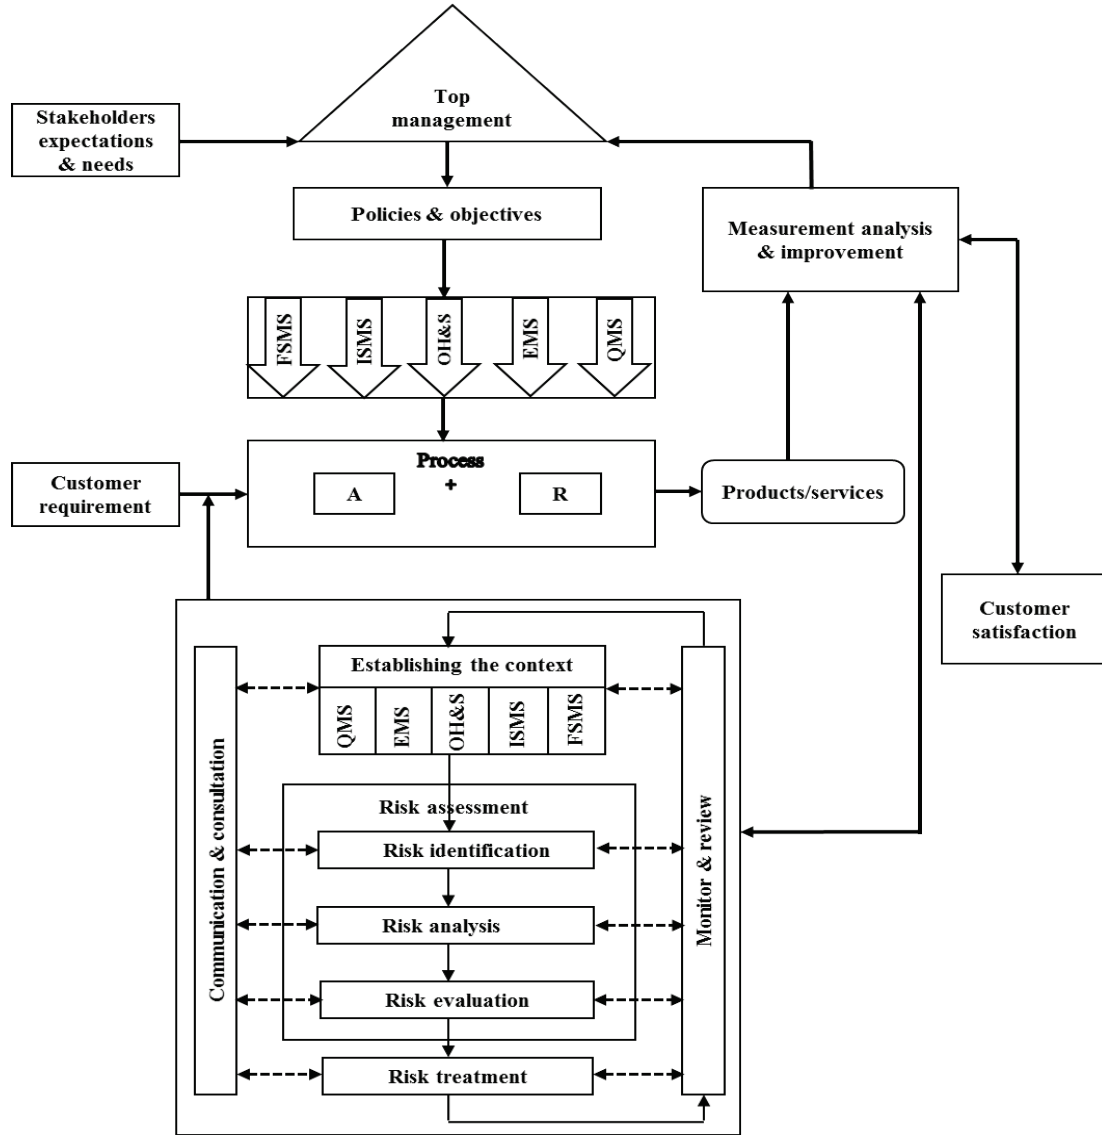 Top
management
Stakeholders
expectations
& needs
Policies & objectives
Measurement analysis
& improvement
FSMS
ISMS
OH&S
EMS
QMS
Process
+
A
R
Customer
requirement
Products/services
Customer
satisfaction
Establishing the context
QMS
EMS
OH&S
ISMS
FSMS
Communication & consultation
Monitor & review
Risk assessment
Risk identification
Risk analysis
Risk evaluation
Risk treatment